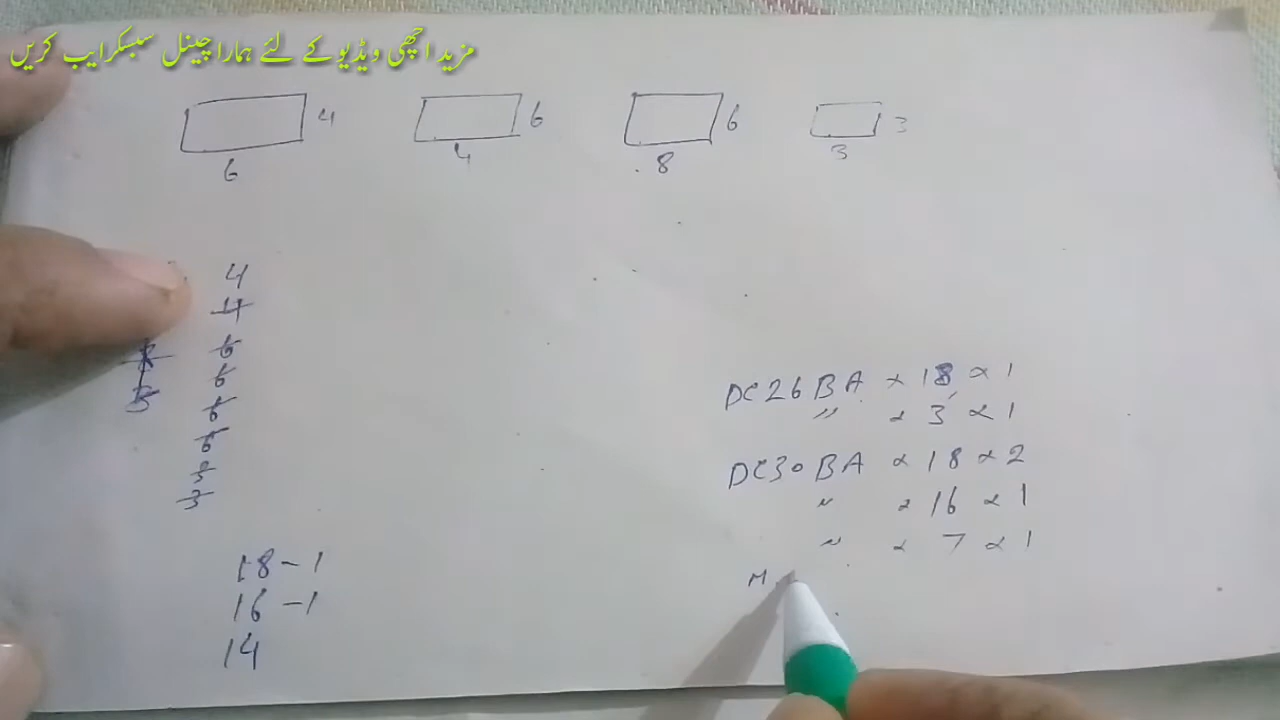 مزید اچھی ویڈیو کے لئے ہمارا چینل سبسکرایب کریں
4 6 6 3
6 4 8 3
4
4
6
6
6
6
3
3
18 - 1
16 - 1
14
DC26BA × 18 × 1
〃 × 3 × 1
DC30BA × 18 × 2
〃 × 16 × 1
〃 × 7 × 1
M